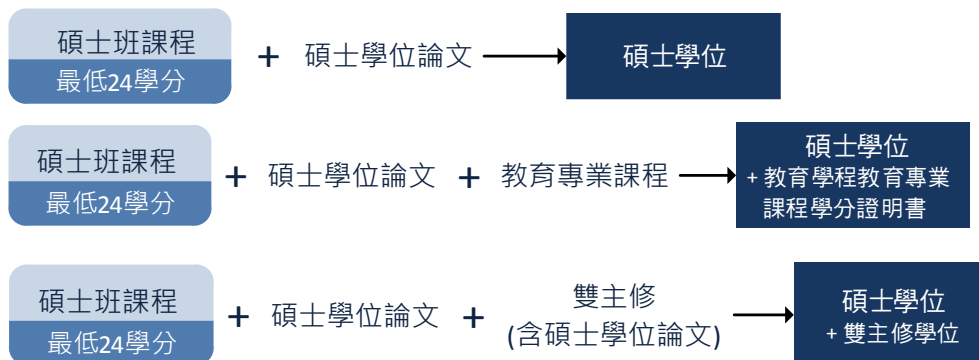 碩士班課程
最低24學分
+ 碩士學位論文
碩士學位
碩士班課程
最低24學分
+ 碩士學位論文 + 教育專業課程
碩士學位
+ 教育學程教育專業
課程學分證明書
碩士班課程
最低24學分
+ 碩士學位論文 +
雙主修
(含碩士學位論文)
碩士學位
+ 雙主修學位